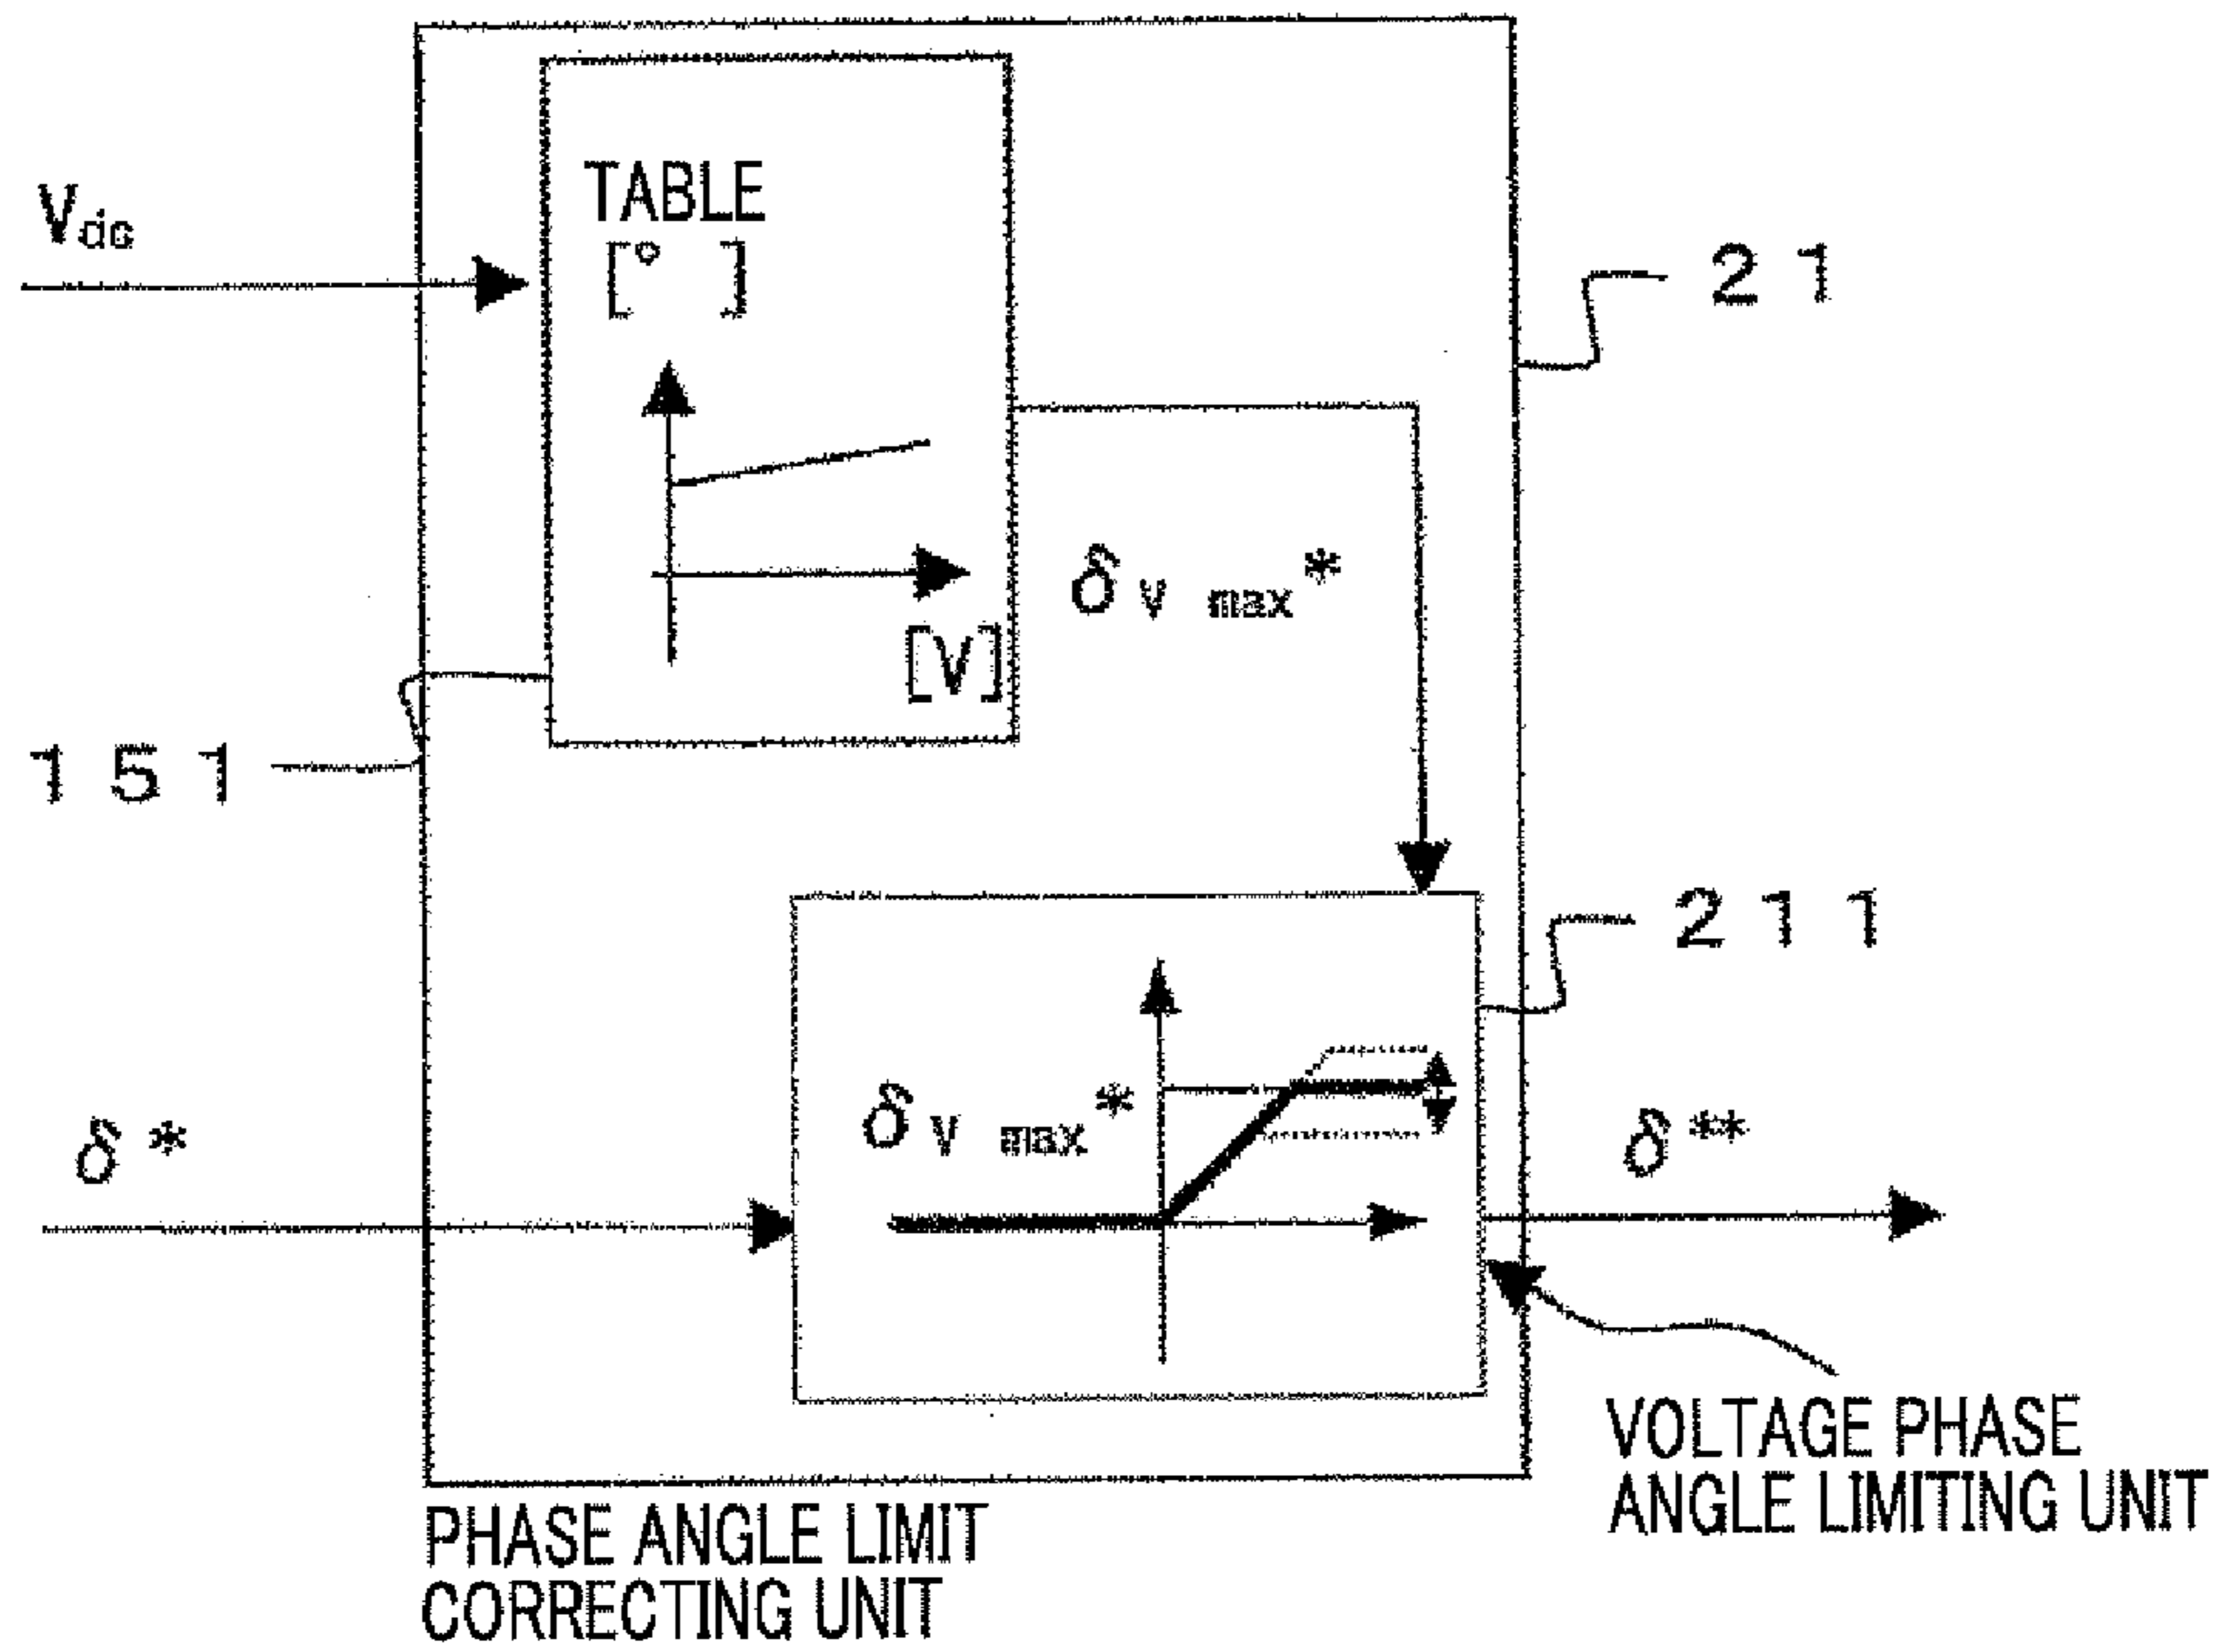 TABLE
[° ]
Vdc
21
δV max*
[V]
151
211
δV max*
δ*
δ**
VOLTAGE PHASE
ANGLE LIMITING UNIT
PHASE ANGLE LIMIT
CORRECTING UNIT